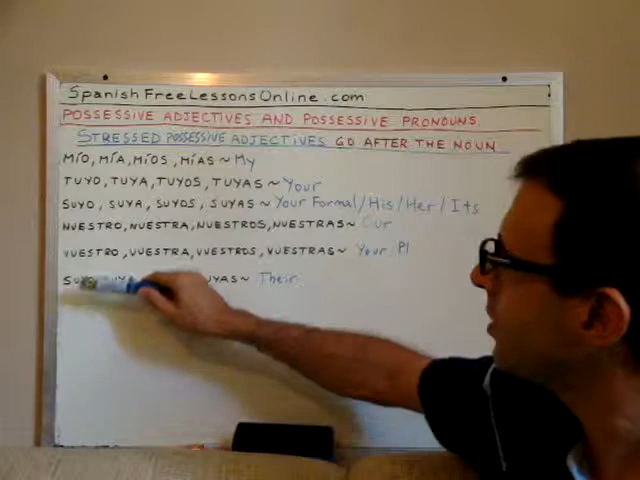 SpanishFreeLessonsOnline.com
POSSESSIVE ADJECTIVES AND POSSESSIVE PRONOUNS.
STRESSED POSSESSIVE ADJECTIVES GO AFTER THE NOUN
MÍO, MÍA, MÍOS, MÍAS ~ My
TUYO, TUYA, TUYOS, TUYAS ~ Your
SUYO, SUYA, SUYOS, SUYAS ~ Your Formal/His/Her/Its
NUESTRO, NUESTRA, NUESTROS, NUESTRAS ~ Our
VUESTRO, VUESTRA, VUESTROS, VUESTRAS ~ Your Pl
SUYO ~ Their